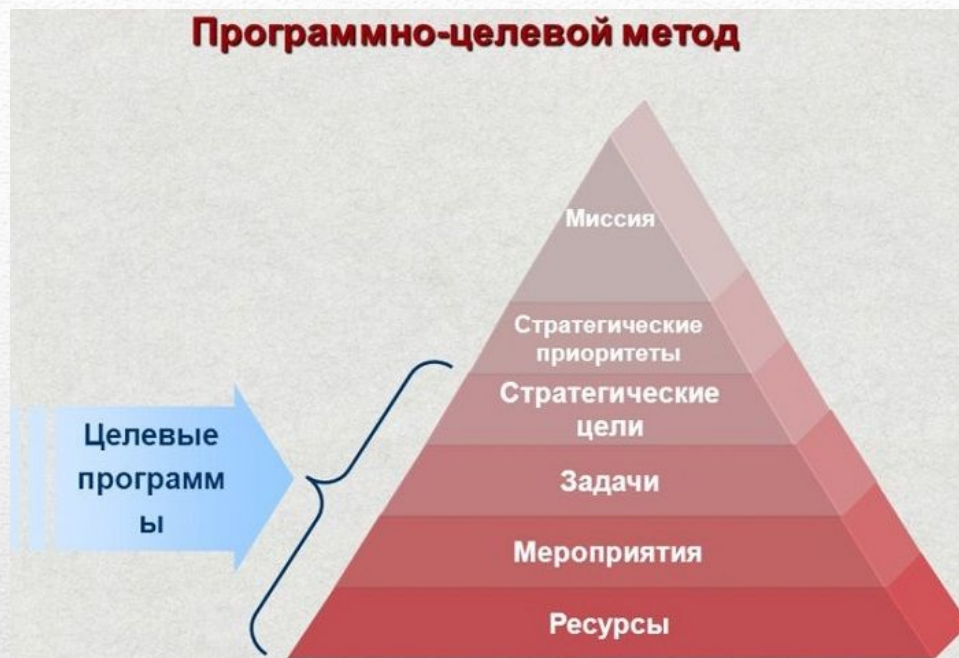 Программно-целевой метод
Миссия
Стратегические
приоритеты
Стратегические
цели
Задачи
Мероприятия
Ресурсы
Целевые
программ
ы